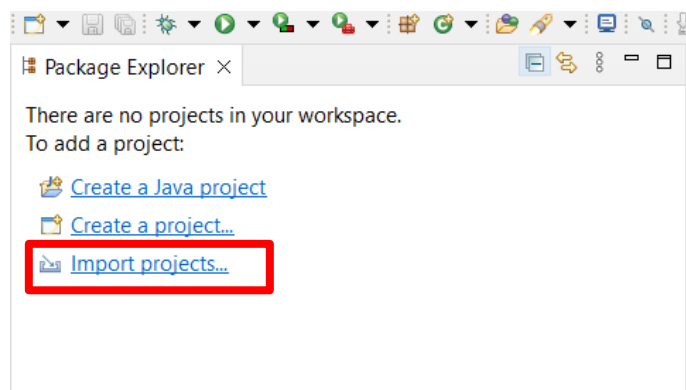 Package Explorer
There are no projects in your workspace.
To add a project:
Create a Java project
Create a project...
Import projects...